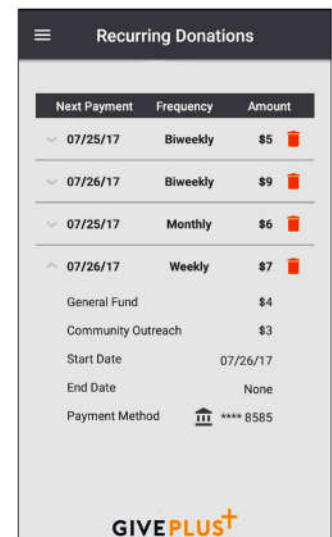 Recurring Donations
Next Payment Frequency Amount
07/25/17 Biweekly $5
07/26/17 Biweekly $9
07/25/17 Monthly $6
07/26/17 Weekly $7
General Fund $4
Community Outreach $3
Start Date 07/26/17
End Date None
Payment Method **** 8585
GIVEPLUS+